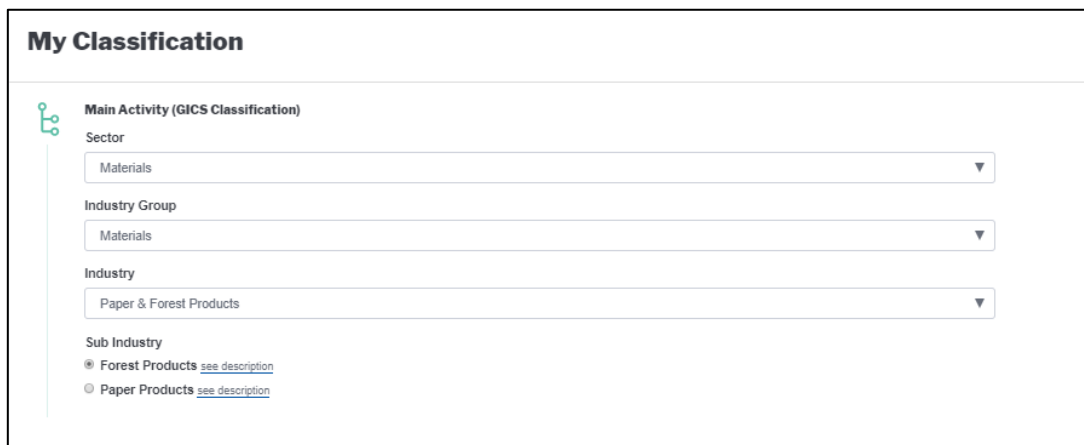 My Classification
Main Activity (GICS Classification)
Sector
Materials
Industry Group
Materials
Industry
Paper & Forest Products
Sub Industry
Forest Products see description
Paper Products see description